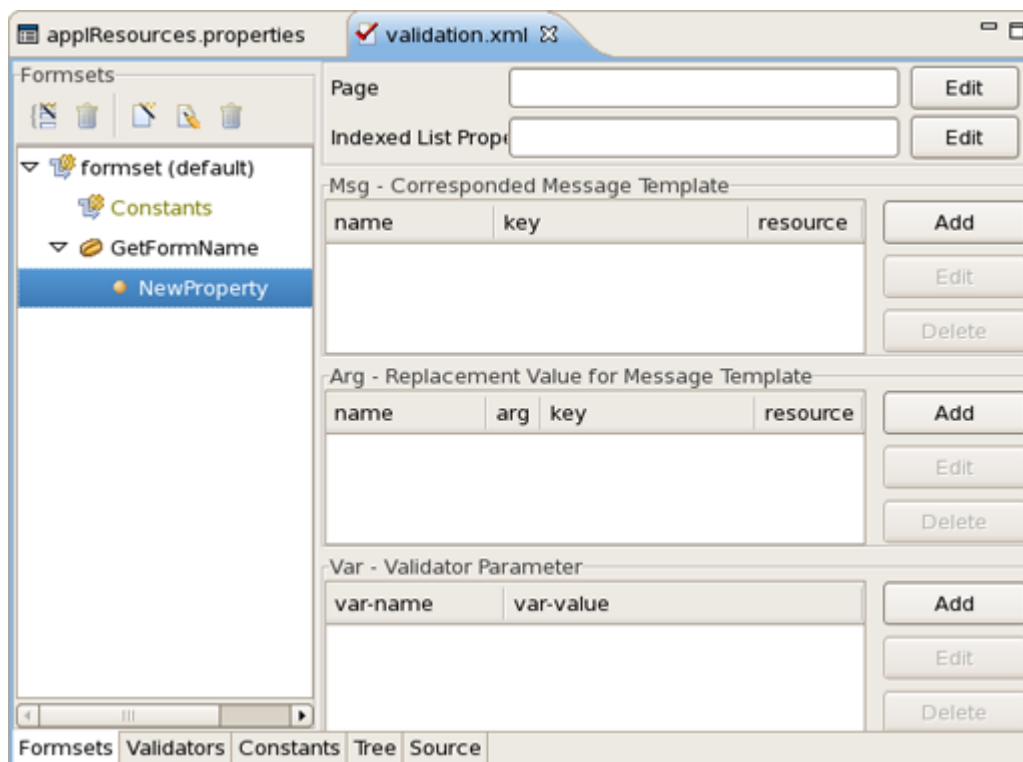 applResources.properties validation.xml
Formsets
Page Edit
Indexed List Prope Edit
formset (default)
Constants
GetFormName
NewProperty
Msg - Corresponded Message Template
name key resource Add
Edit
Delete
Arg - Replacement Value for Message Template
name arg key resource Add
Edit
Delete
Var - Validator Parameter
var-name var-value Add
Edit
Delete
Formsets Validators Constants Tree Source